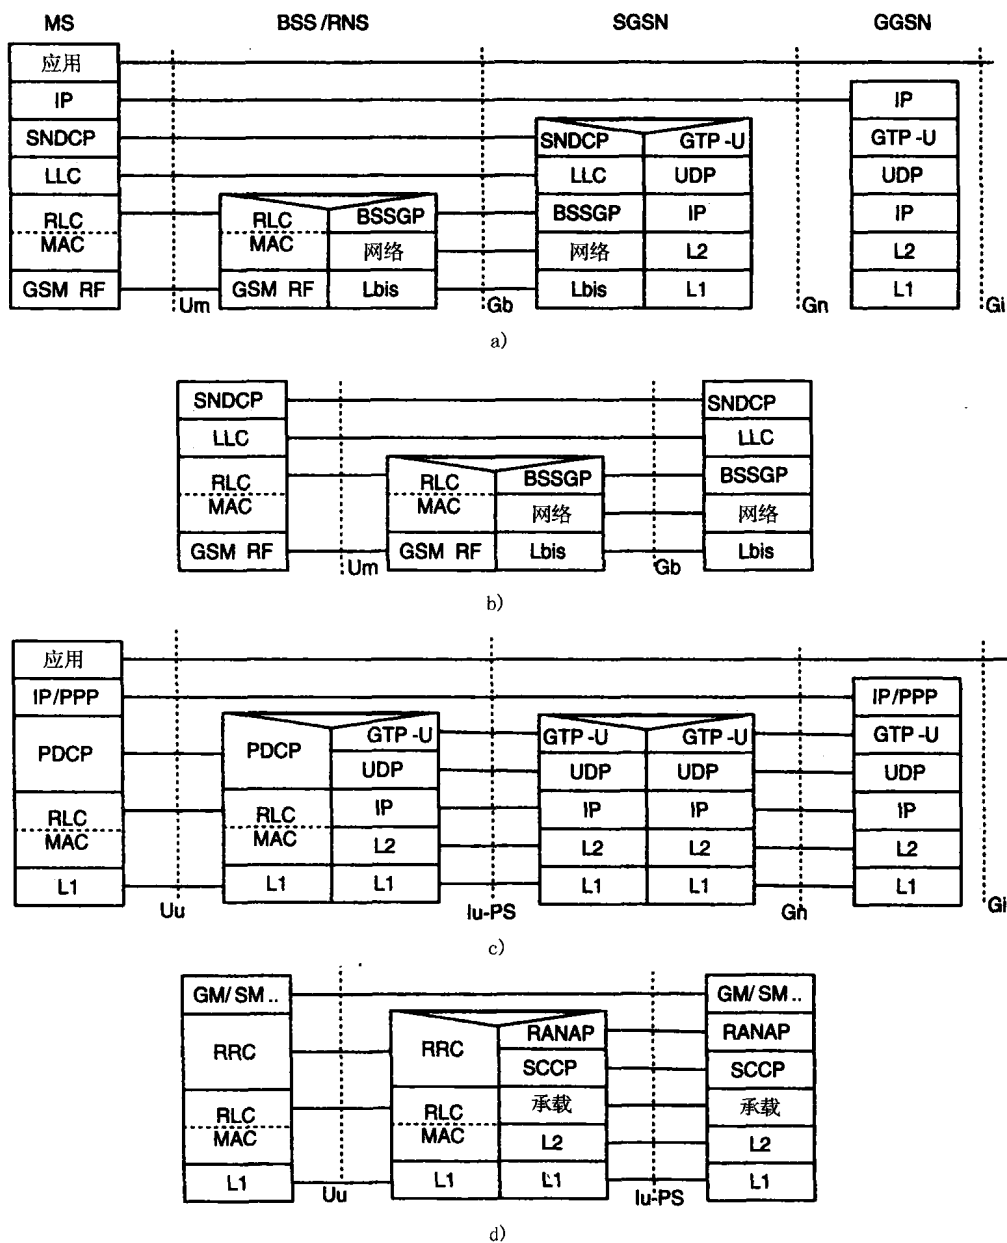 MS BSS/RNS SGSN GGSN
应用
IP IP
SNDCP SNDCP GTP-U GTP-U
LLC LLC UDP UDP
RLC RLC BSSGP BSSGP IP IP
MAC MAC 网络 网络 L2 L2
GSM RF GSM RF Lbis Lbis L1 L1
Um Gb Gn Gi
a)
SNDCP SNDCP
LLC LLC
RLC RLC BSSGP BSSGP
MAC MAC 网络 网络
GSM RF GSM RF Lbis Lbis
Um Gb
b)
应用
IP/PPP IP/PPP
PDCP PDCP GTP-U GTP-U GTP-U GTP-U
UDP UDP UDP UDP
RLC RLC IP IP IP IP
MAC MAC L2 L2 L2 L2
L1 L1 L1 L1 L1 L1
Uu Iu-PS Gn Gi
c)
GM/SM.. GM/SM..
RRC RRC RANAP RANAP
SCCP SCCP
RLC RLC 承载 承载
MAC MAC L2 L2
L1 L1 L1 L1
Uu Iu-PS
d)